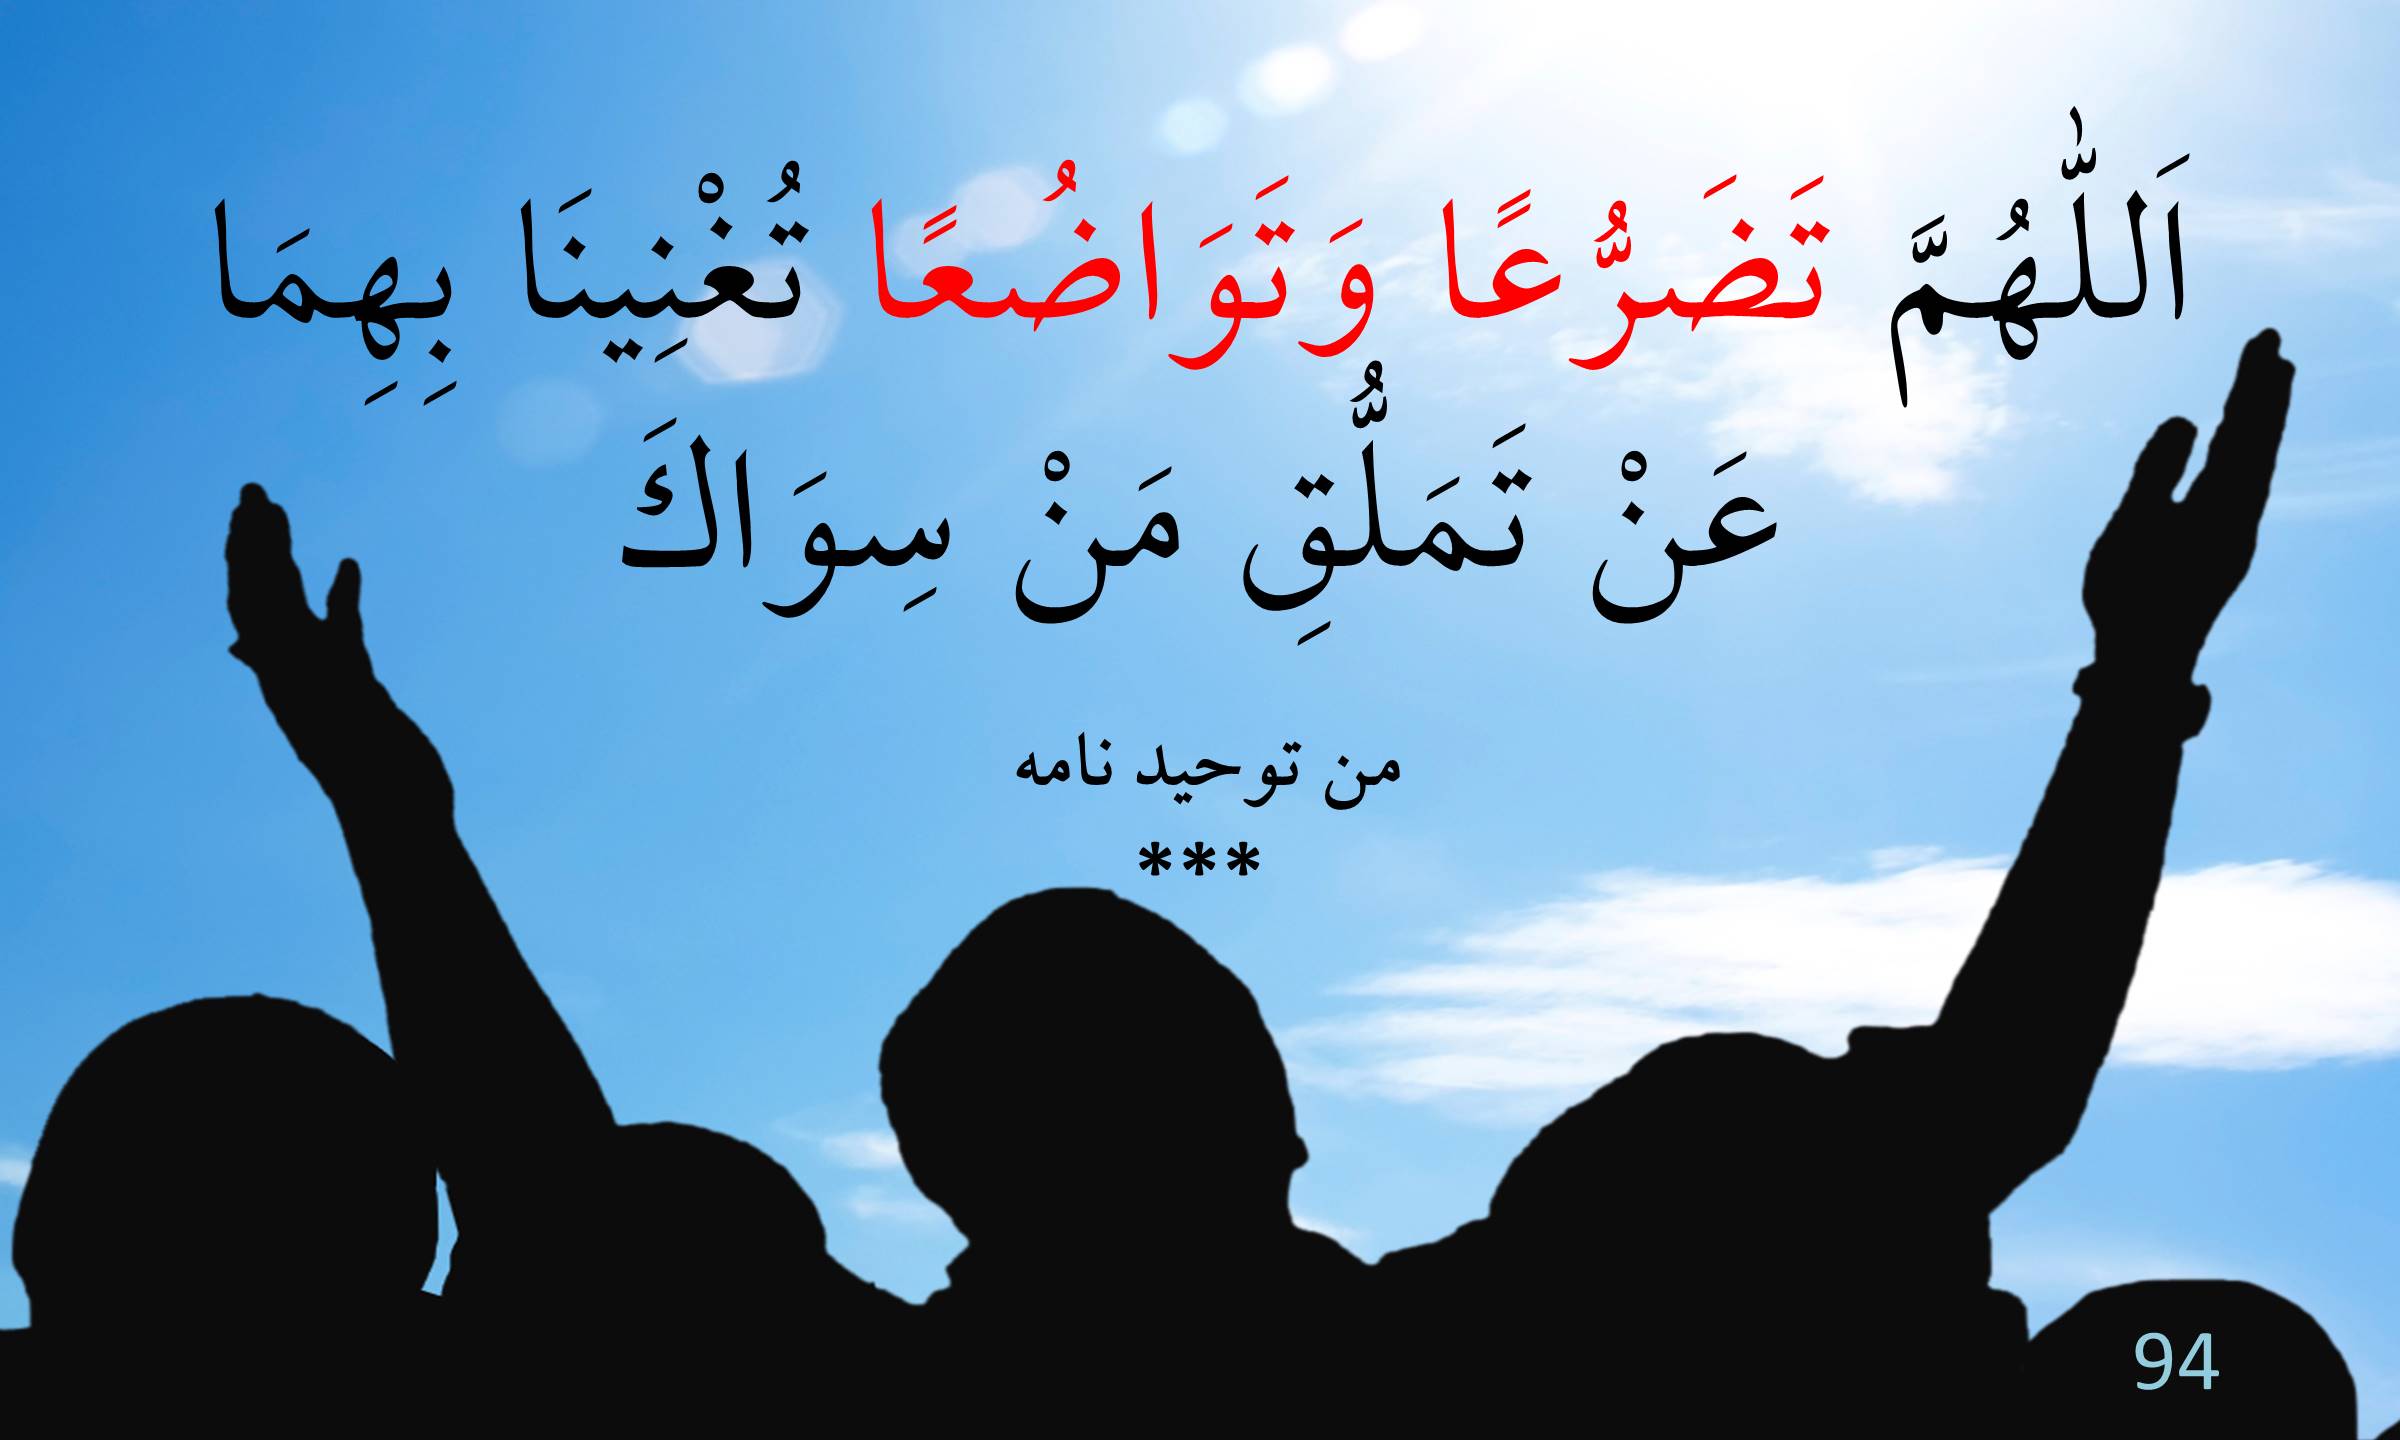 اَللّٰهُمَّ تَضَرُّعًا وَتَوَاضُعًا تُغْنِينَا بِهِمَا
عَنْ تَمَلُّقِ مَنْ سِوَاكَ
من توحيد نامه
***
94